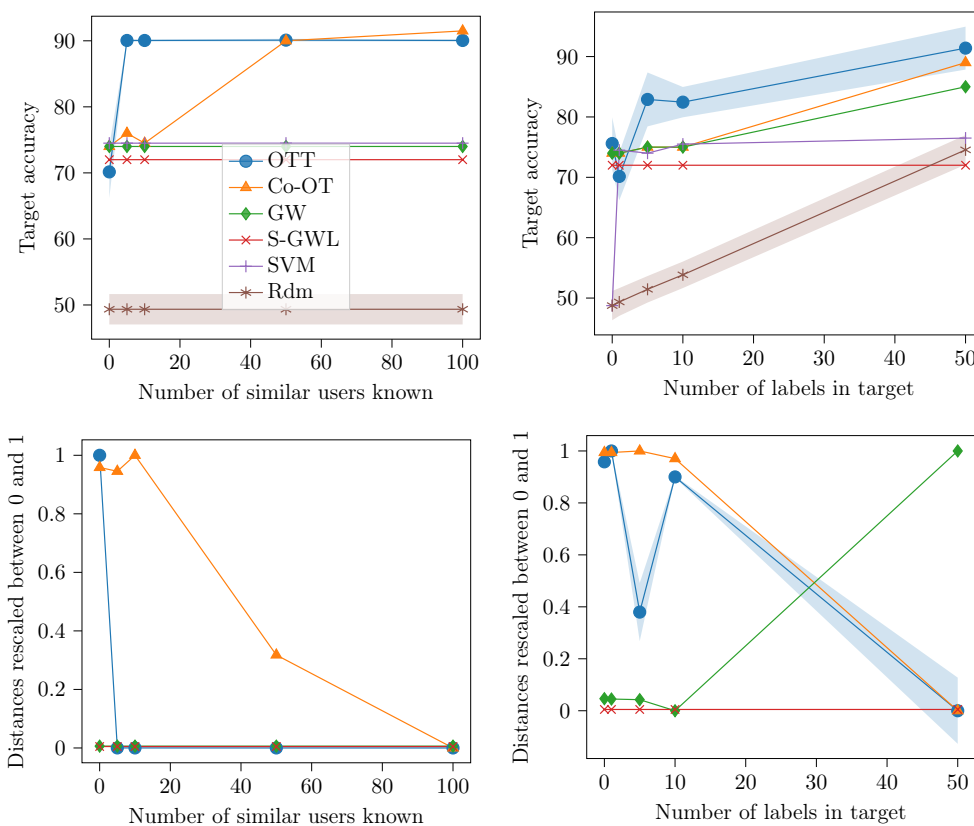 90
80
70
60
50
Target accuracy
OTT
Co-OT
GW
S-GWL
SVM
Rdm
0 20 40 60 80 100
Number of similar users known
90
80
70
60
50
Target accuracy
0 10 20 30 40 50
Number of labels in target
1
0.8
0.6
0.4
0.2
0
Distances rescaled between 0 and 1
0 20 40 60 80 100
Number of similar users known
1
0.8
0.6
0.4
0.2
0
Distances rescaled between 0 and 1
0 10 20 30 40 50
Number of labels in target